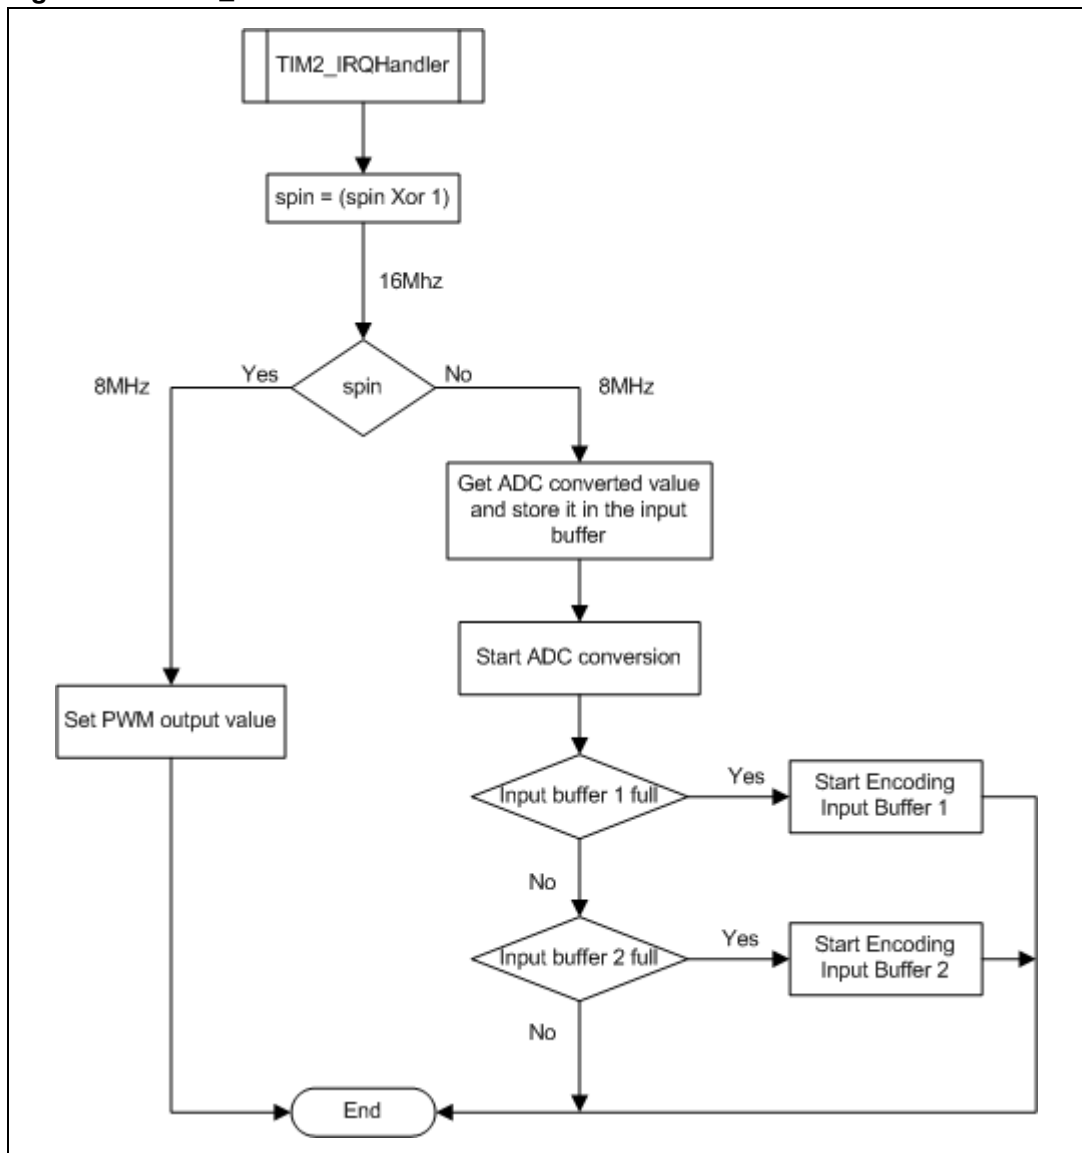 TIM2_IRQHandler
spin = (spin Xor 1)
16Mhz
Yes
spin
No
8MHz
8MHz
Get ADC converted value
and store it in the input
buffer
Start ADC conversion
Set PWM output value
Input buffer 1 full
Yes
Start Encoding
Input Buffer 1
No
Input buffer 2 full
Yes
Start Encoding
Input Buffer 2
No
End